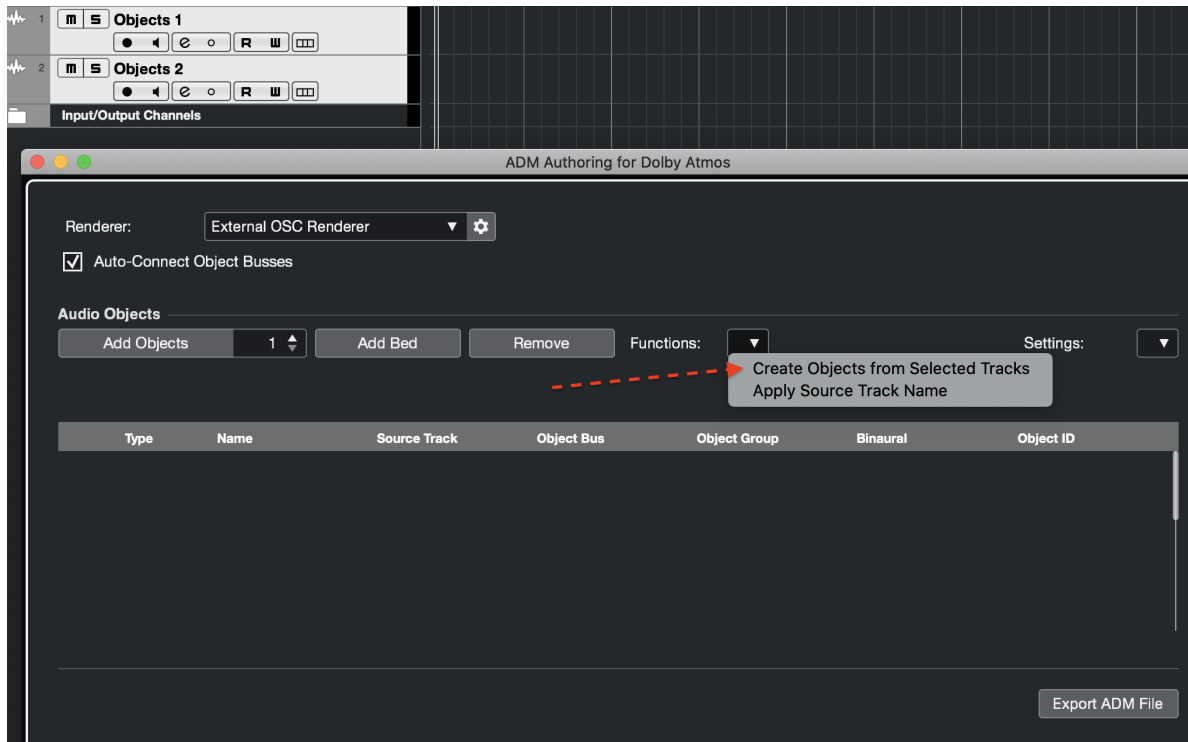 1 m S Objects 1
e R W
2 m S Objects 2
e R W
Input/Output Channels
ADM Authoring for Dolby Atmos
Renderer: External OSC Renderer
Auto-Connect Object Busses
Audio Objects
Add Objects 1 Add Bed Remove Functions: Settings:
Create Objects from Selected Tracks
Apply Source Track Name
Type Name Source Track Object Bus Object Group Binaural Object ID
Export ADM File